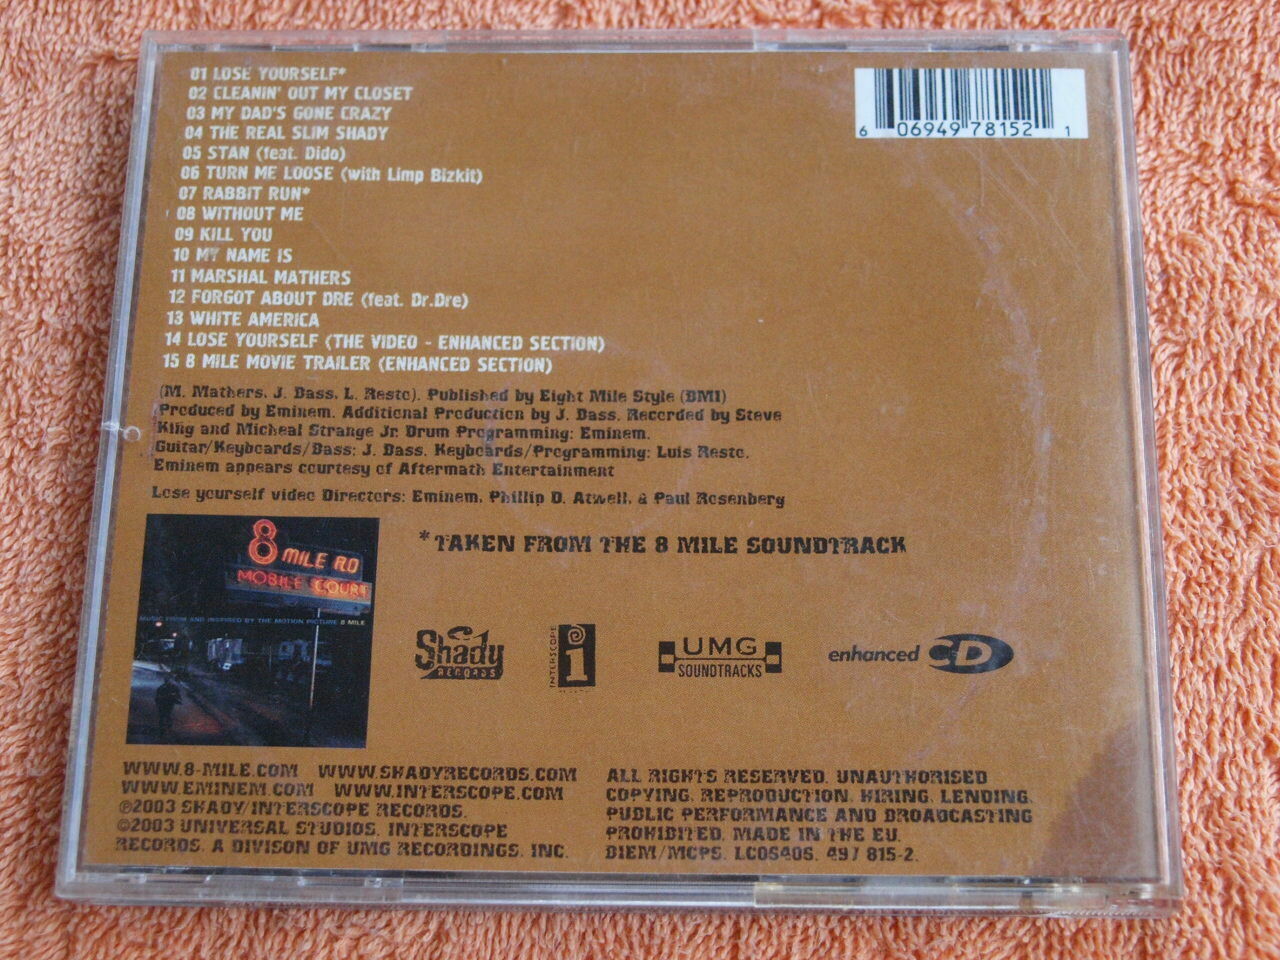 01 LOSE YOURSELF*
02 CLEANIN' OUT MY CLOSET
03 MY DAD'S GONE CRAZY
04 THE REAL SLIM SHADY
05 STAN (feat. Dido)
06 TURN ME LOOSE (with Limp Bizkit)
07 RABBIT RUN*
08 WITHOUT ME
09 KILL YOU
10 MY NAME IS
11 MARSHAL MATHERS
12 FORGOT ABOUT DRE (feat. Dr.Dre)
13 WHITE AMERICA
14 LOSE YOURSELF (THE VIDEO - ENHANCED SECTION)
15 8 MILE MOVIE TRAILER (ENHANCED SECTION)
6 06949 78152 1
(M. Mathers, J. Bass, L. Resto). Published by Eight Mile Style (BMI)
Produced by Eminem. Additional Production by J. Bass. Recorded by Steve
King and Micheal Strange Jr. Drum Programming: Eminem.
Guitar/Keyboards/Bass: J. Bass. Keyboards/Programming: Luis Resto.
Eminem appears courtesy of Aftermath Entertainment
Lose yourself video Directors: Eminem, Phillip D. Atwell, & Paul Rosenberg
8 MILE RD
MOBILE COURT
MUSIC FROM AND INSPIRED BY THE MOTION PICTURE 8 MILE
*TAKEN FROM THE 8 MILE SOUNDTRACK
Shady
RECORDS
INTERSCOPE
i
UMG
SOUNDTRACKS
enhanced CD
WWW.8-MILE.COM WWW.SHADYRECORDS.COM
WWW.EMINEM.COM WWW.INTERSCOPE.COM
℗2003 SHADY/INTERSCOPE RECORDS.
©2003 UNIVERSAL STUDIOS, INTERSCOPE
RECORDS. A DIVISON OF UMG RECORDINGS, INC.
ALL RIGHTS RESERVED. UNAUTHORISED
COPYING, REPRODUCTION, HIRING, LENDING,
PUBLIC PERFORMANCE AND BROADCASTING
PROHIBITED. MADE IN THE EU.
BIEM/MCPS. LC05405. 497 815-2.